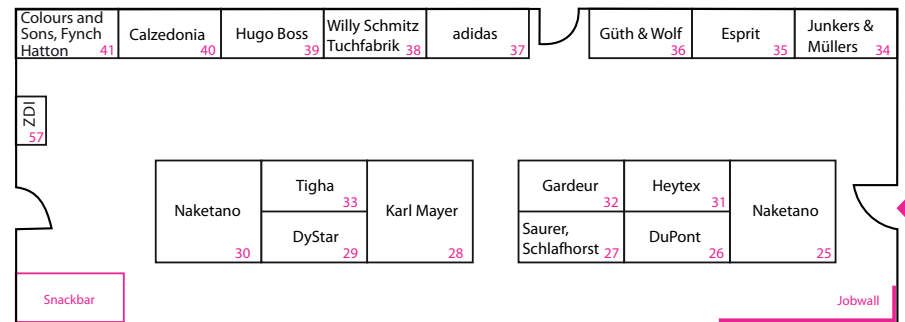 Colours and
Sons, Fynch
Hatton 41
Calzedonia
40
Hugo Boss
39
Willy Schmitz
Tuchfabrik 38
adidas
37
Güth & Wolf
36
Esprit
35
Junkers &
Müllers 34
ZDI
57
Naketano
30
Tigha
33
DyStar
29
Karl Mayer
28
Gardeur
32
Heytex
31
Saurer,
Schlafhorst 27
DuPont
26
Naketano
25
Snackbar
Jobwall